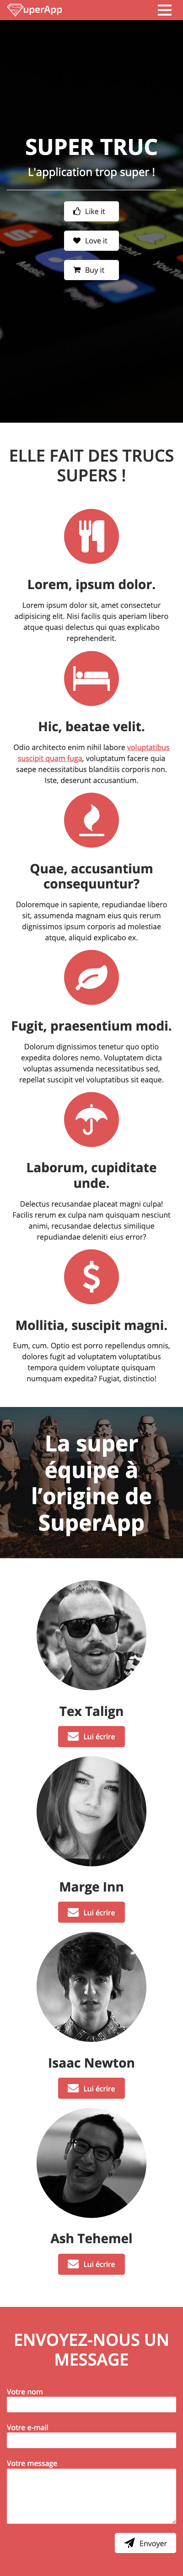 uperApp
SUPER TRUC
L'application trop super !
Like it
Love it
Buy it
ELLE FAIT DES TRUCS
SUPERS !
Lorem, ipsum dolor.
Lorem ipsum dolor sit, amet consectetur
adipisicing elit. Nisi facilis quis aperiam libero
atque quasi delectus qui quas explicabo
reprehenderit.
Hic, beatae velit.
Odio architecto enim nihil labore voluptatibus
suscipit quam fuga, voluptatum facere quia
saepe necessitatibus blanditiis corporis non.
Iste, deserunt accusantium.
Quae, accusantium
consequuntur?
Doloremque in sapiente, repudiandae libero
sit, assumenda magnam eius quis rerum
dignissimos ipsum corporis ad molestiae
atque, aliquid explicabo ex.
Fugit, praesentium modi.
Dolorum dignissimos tenetur quo optio
expedita dolores nemo. Voluptatem dicta
voluptas assumenda necessitatibus sed,
repellat suscipit vel voluptatibus sit eaque.
Laborum, cupiditate
unde.
Delectus recusandae placeat magni culpa!
Facilis rerum ex culpa nam quisquam nesciunt
animi, recusandae delectus similique
repudiandae deleniti eius error?
Mollitia, suscipit magni.
Eum, cum. Optio est porro repellendus omnis,
dolores fugit ad voluptatem voluptatibus
tempora quidem voluptate quisquam
numquam expedita? Fugiat, distinctio!
La super
équipe à
l’origine de
SuperApp
Tex Talign
Lui écrire
Marge Inn
Lui écrire
Isaac Newton
Lui écrire
Ash Tehemel
Lui écrire
ENVOYEZ-NOUS UN
MESSAGE
Votre nom
Votre e-mail
Votre message
Envoyer